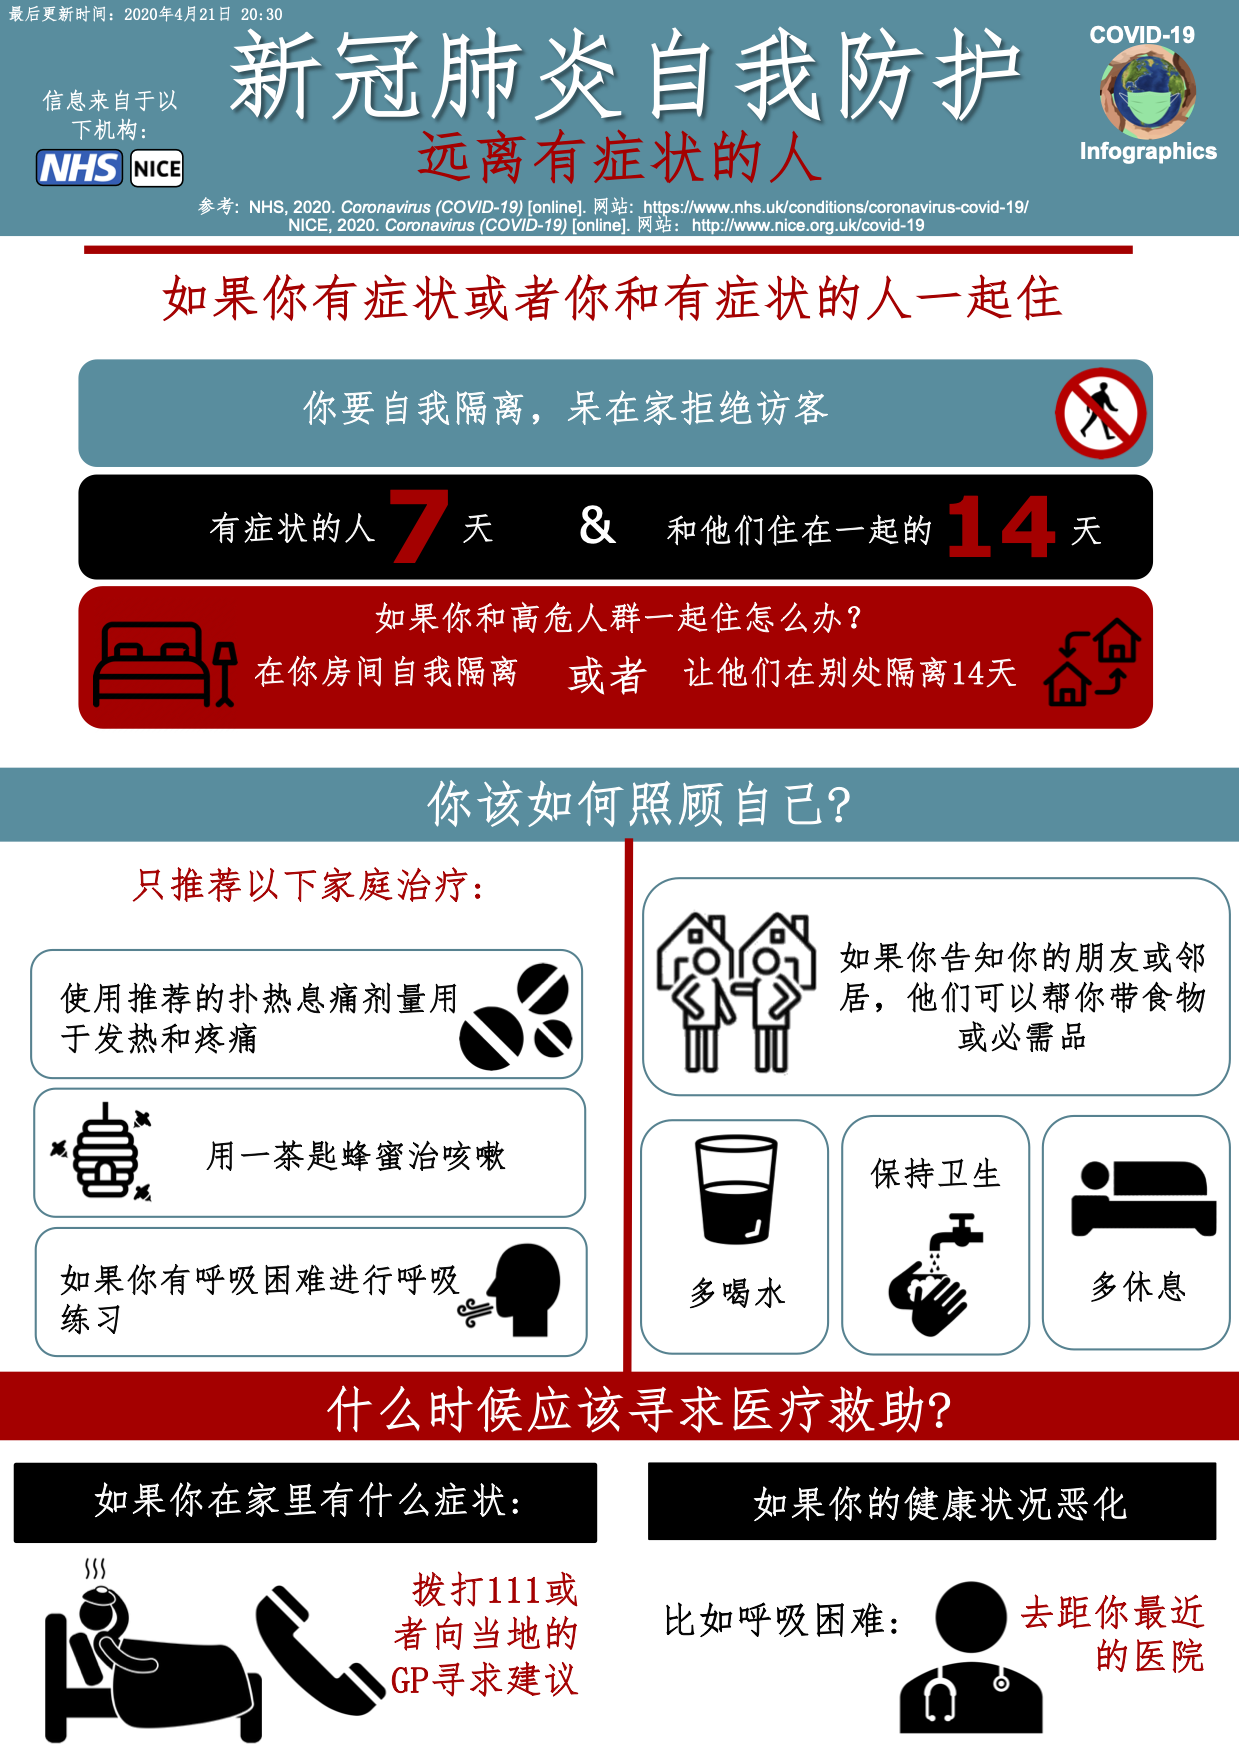 最后更新时间：2020年4月21日 20:30
新冠肺炎自我防护
COVID-19
Infographics
信息来自于以
下机构：
NHS NICE
远离有症状的人
参考：NHS, 2020. Coronavirus (COVID-19) [online]. 网站：https://www.nhs.uk/conditions/coronavirus-covid-19/
NICE, 2020. Coronavirus (COVID-19) [online]. 网站：http://www.nice.org.uk/covid-19
如果你有症状或者你和有症状的人一起住
你要自我隔离，呆在家拒绝访客
有症状的人 7 天 & 和他们住在一起的 14 天
如果你和高危人群一起住怎么办？
在你房间自我隔离 或者 让他们在别处隔离14天
你该如何照顾自己？
只推荐以下家庭治疗：
使用推荐的扑热息痛剂量用
于发热和疼痛
用一茶匙蜂蜜治咳嗽
如果你有呼吸困难进行呼吸
练习
如果你告知你的朋友或邻
居，他们可以帮你带食物
或必需品
多喝水
保持卫生
多休息
什么时候应该寻求医疗救助？
如果你在家里有什么症状：
拨打111或
者向当地的
GP寻求建议
如果你的健康状况恶化
比如呼吸困难：
去距你最近
的医院